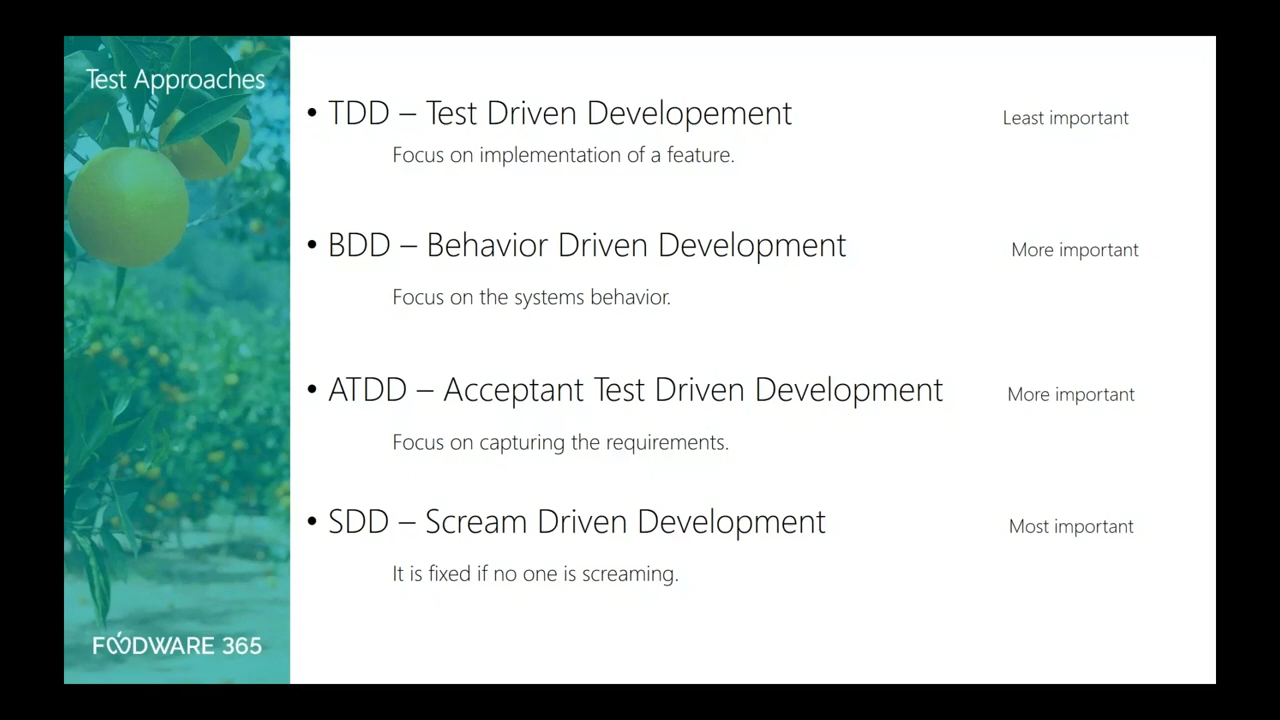 Test Approaches
• TDD – Test Driven Developement
Least important
Focus on implementation of a feature.
• BDD – Behavior Driven Development
More important
Focus on the systems behavior.
• ATDD – Acceptant Test Driven Development
More important
Focus on capturing the requirements.
• SDD – Scream Driven Development
Most important
It is fixed if no one is screaming.
FOODWARE 365